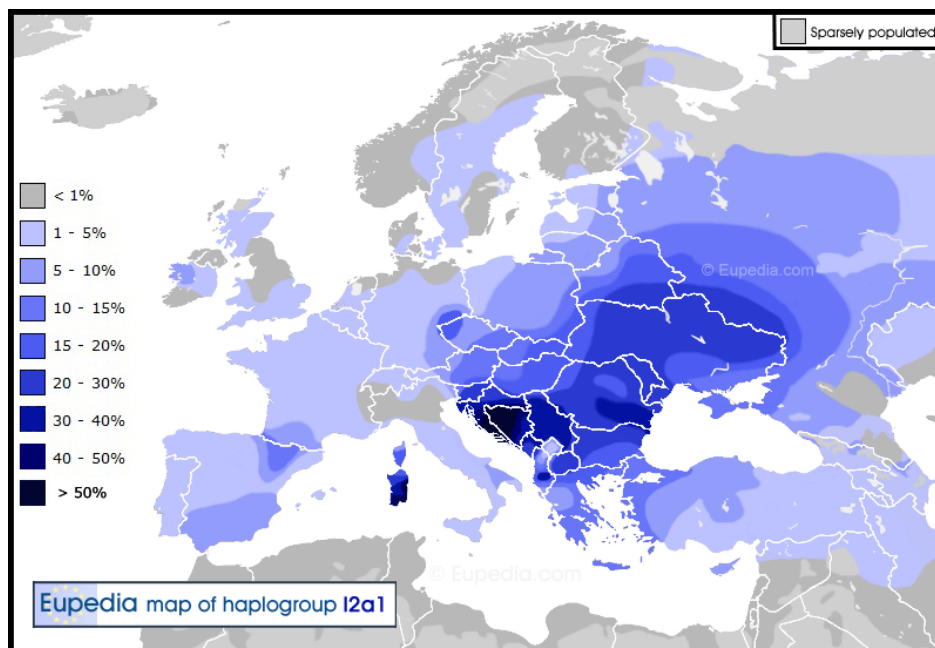 Sparsely populated
< 1%
1 - 5%
5 - 10%
10 - 15%
15 - 20%
20 - 30%
30 - 40%
40 - 50%
> 50%
© Eupedia.com
© Eupedia.com
Eupedia map of haplogroup I2a1